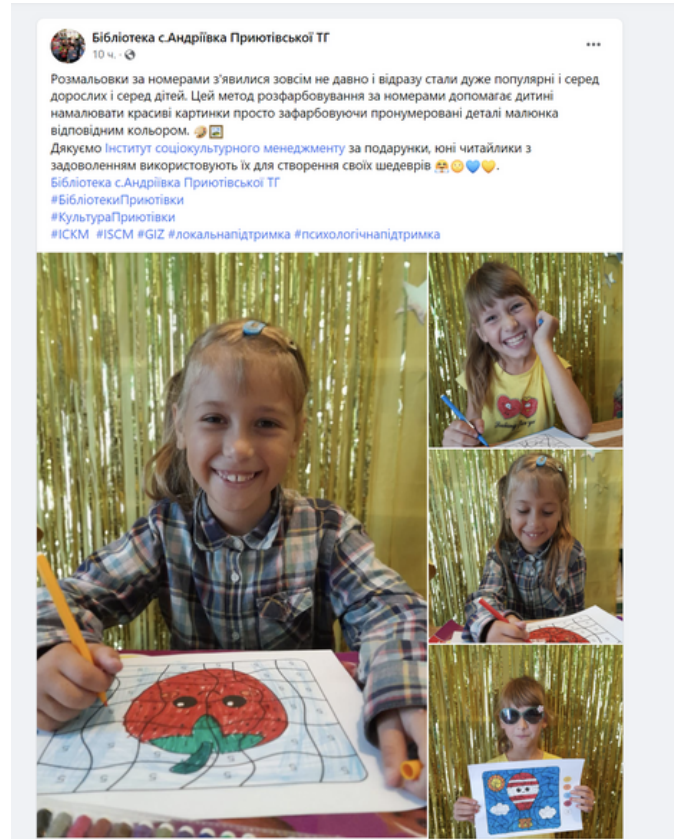 Бібліотека с.Андріївка Приютівської ТГ
10 ч. ·
Розмальовки за номерами з'явилися зовсім не давно і відразу стали дуже популярні і серед
дорослих і серед дітей. Цей метод розфарбовування за номерами допомагає дитині
намалювати красиві картинки просто зафарбовуючи пронумеровані деталі малюнка
відповідним кольором. 🎨🖼️
Дякуємо Інститут соціокультурного менеджменту за подарунки, юні читайлики з
задоволенням використовують їх для створення своїх шедеврів 🤗😊💙💛.
Бібліотека с.Андріївка Приютівської ТГ
#БібліотекиПриютівки
#КультураПриютівки
#ІСКМ #ISCM #GIZ #локальнапідтримка #психологічнапідтримка